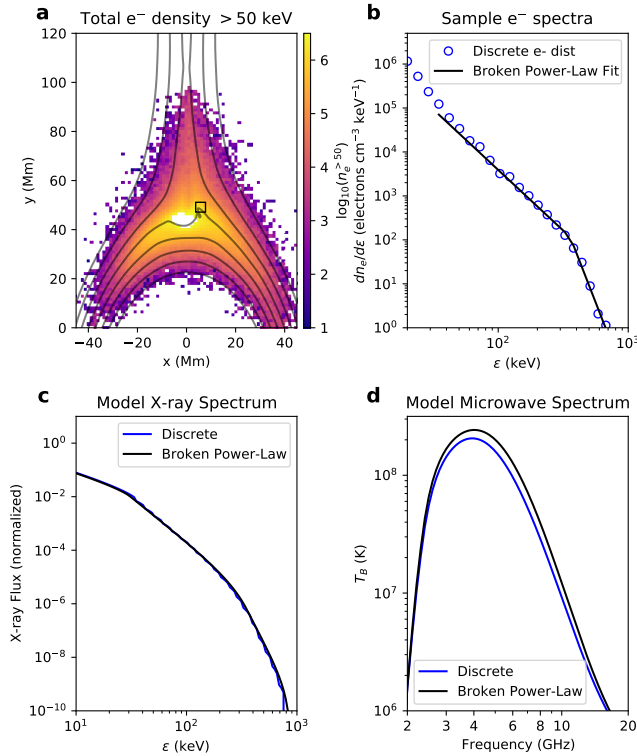 a
Total e⁻ density >50 keV
120
100
80
60
40
20
0
y (Mm)
−40
−20
0
20
40
x (Mm)
6
5
4
3
2
1
log₁₀(nₑ^>50)
b
Sample e⁻ spectra
Discrete e- dist
Broken Power-Law Fit
10⁶
10⁵
10⁴
10³
10²
10¹
10⁰
dnₑ/dε (electrons cm⁻³ keV⁻¹)
10²
10³
ε (keV)
c
Model X-ray Spectrum
Discrete
Broken Power-Law
10⁰
10⁻²
10⁻⁴
10⁻⁶
10⁻⁸
10⁻¹⁰
X-ray Flux (normalized)
10¹
10²
10³
ε (keV)
d
Model Microwave Spectrum
10⁸
10⁷
10⁶
T_B (K)
Discrete
Broken Power-Law
2
3
4
6
10
20
Frequency (GHz)